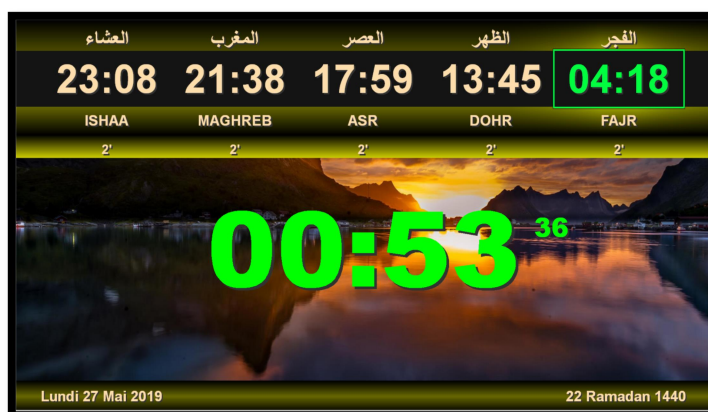 العشاء المغرب العصر الظهر الفجر
23:08 21:38 17:59 13:45 04:18
ISHAA MAGHREB ASR DOHR FAJR
2' 2' 2' 2' 2'
00:53 36
Lundi 27 Mai 2019 22 Ramadan 1440